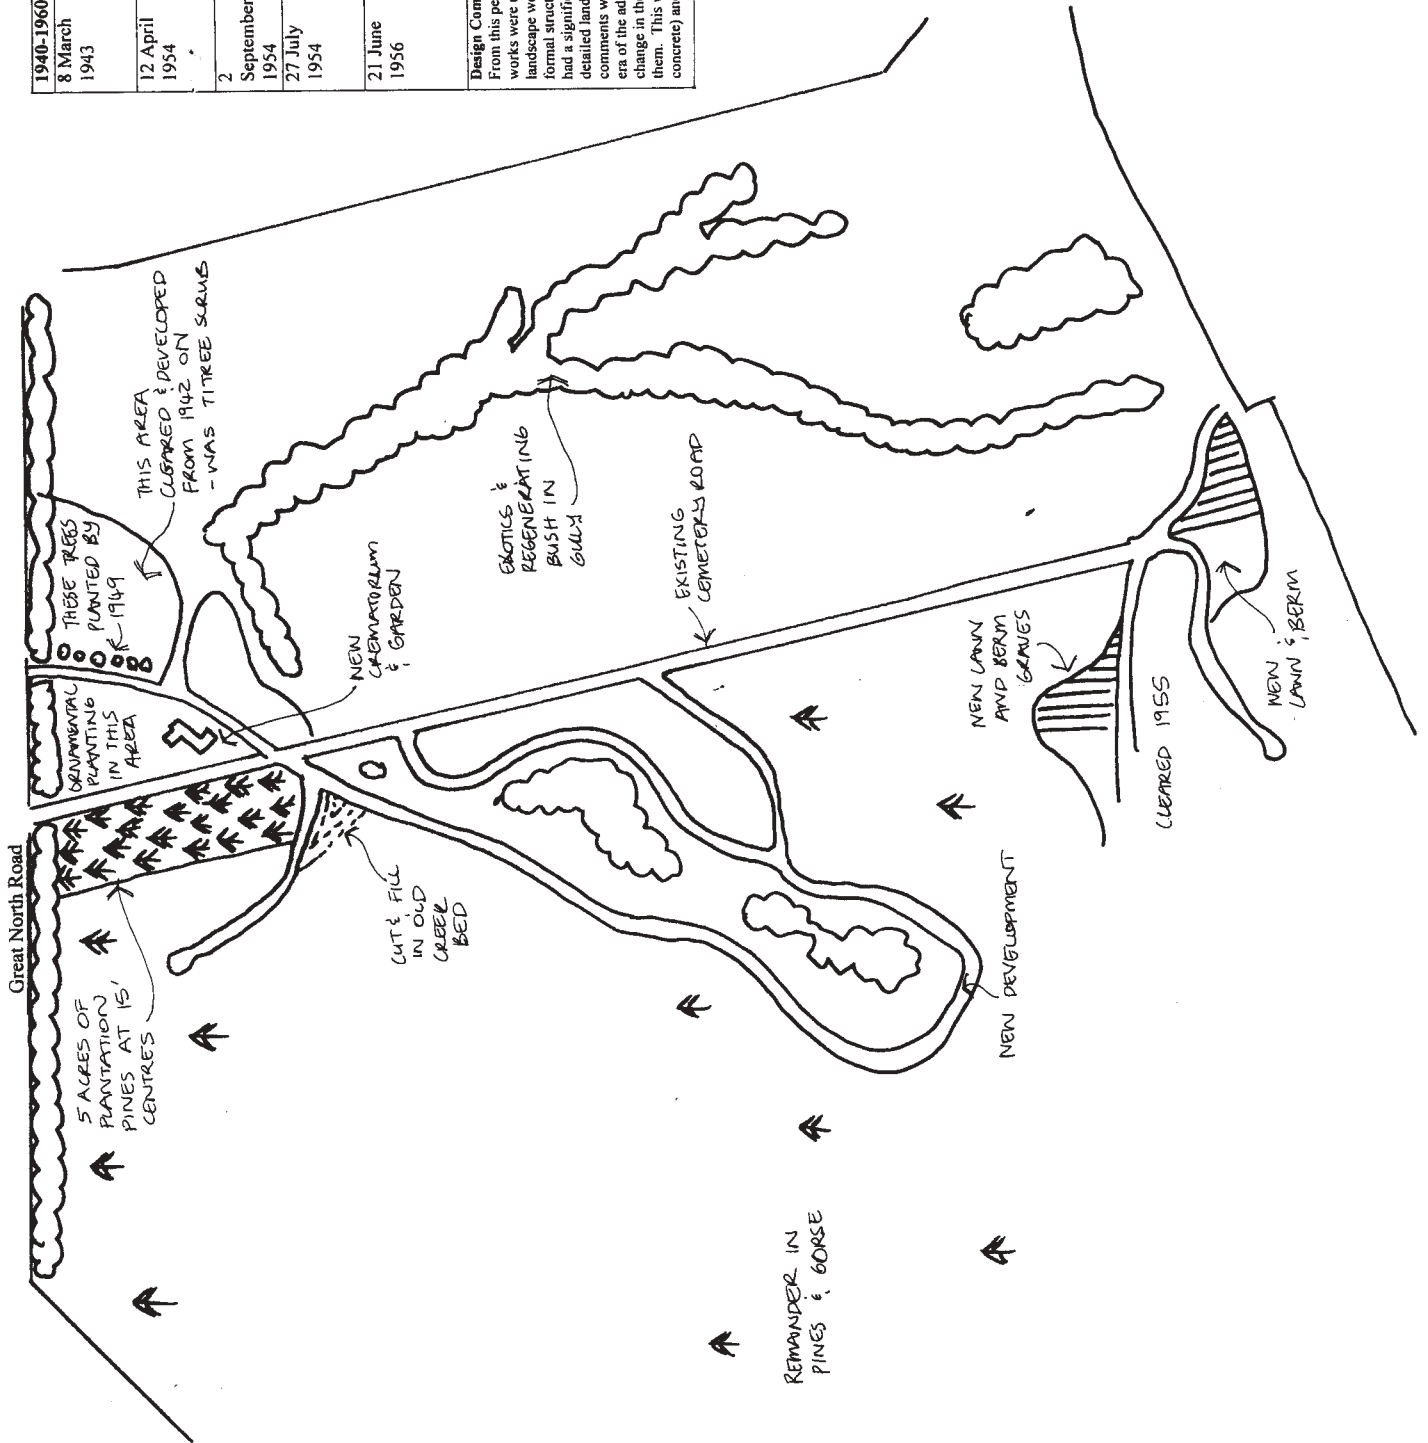 1940-1960
8 March
1943
12 April
1954
2
September
1954
27 July
1954
21 June
1956
Design Com
From this pe
works were
landscape wo
formal struct
had a signific
detailed land
comments w
era of the ad
change in the
them. This
concrete) an
Great North Road
THIS AREA
CLEARED & DEVELOPED
FROM 1942 ON
- WAS TITREE SCRUB
THESE TREES
PLANTED BY
1949
ORNAMENTAL
PLANTING
IN THIS
AREA
NEW
CREMATORIUM
& GARDEN
EXOTICS &
REGENERATING
BUSH IN
GULLY
EXISTING
CEMETERY ROAD
5 ACRES OF
PLANTATION
PINES AT 15'
CENTRES
CUT & FILL
IN OLD
CREEK
BED
NEW LAWN
AND BERM
GRAVES
CLEARED 1955
NEW
LAWN & BERM
NEW DEVELOPMENT
REMAINDER IN
PINES & GORSE